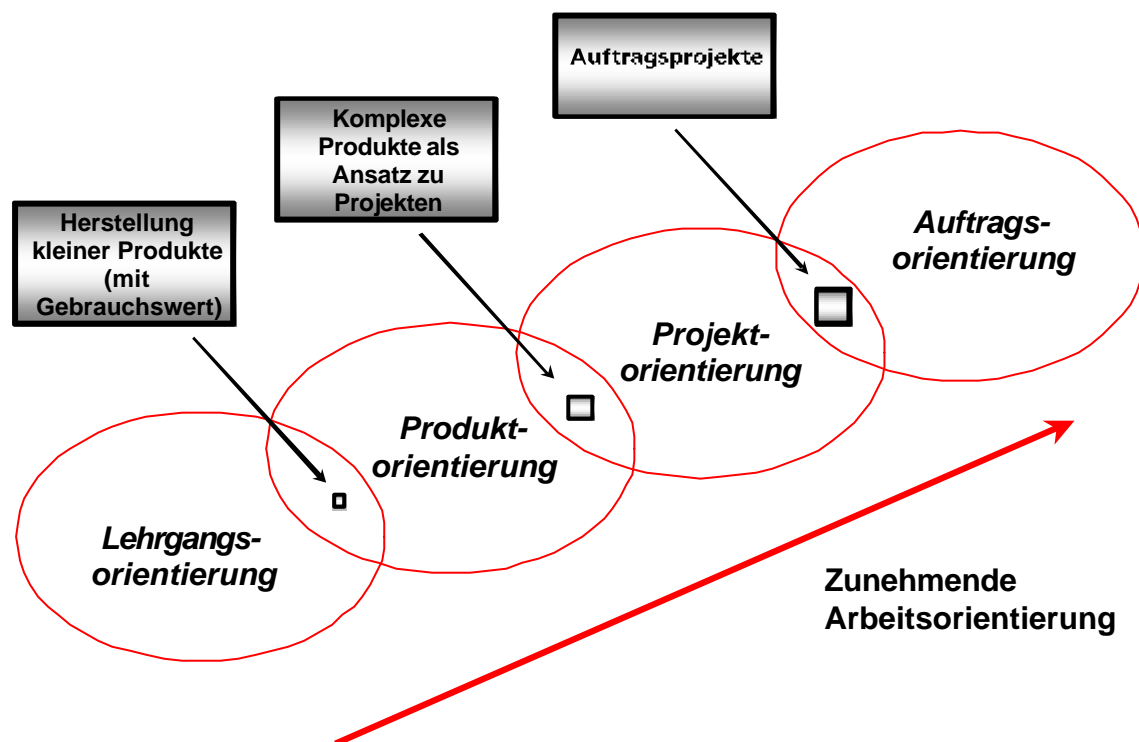 Auftragsprojekte
Komplexe
Produkte als
Ansatz zu
Projekten
Herstellung
kleiner Produkte
(mit
Gebrauchswert)
Auftrags-
orientierung
Projekt-
orientierung
Produkt-
orientierung
Lehrgangs-
orientierung
Zunehmende
Arbeitsorientierung